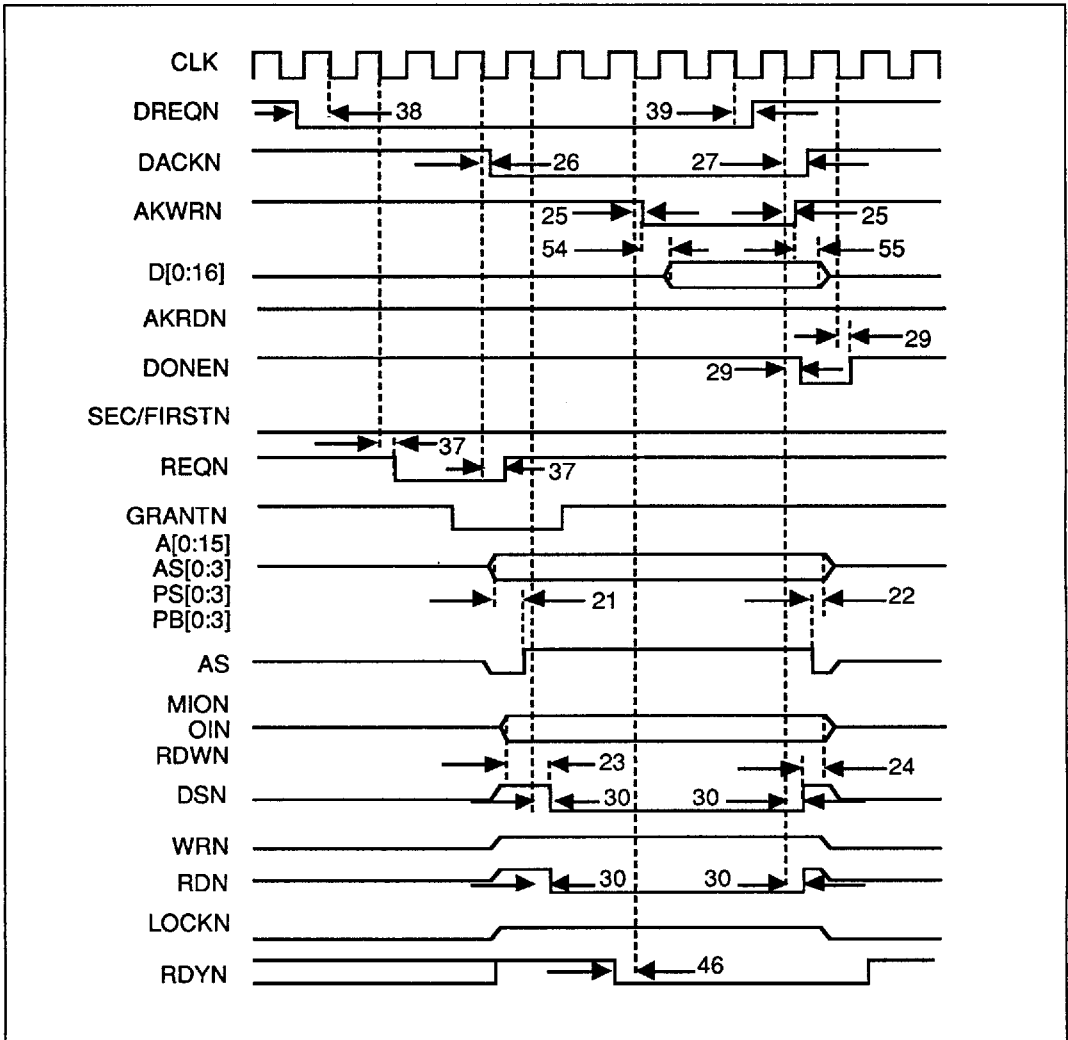 CLK
DREQN 38 39
DACKN 26 27
AKWRN 25 25
54 55
D[0:16]
AKRDN
29
DONEN 29
SEC/FIRSTN
37
REQN 37
GRANTN
A[0:15]
AS[0:3]
PS[0:3] 21 22
PB[0:3]
AS
MION
OIN
RDWN 23 24
DSN 30 30
WRN
RDN 30 30
LOCKN
RDYN 46